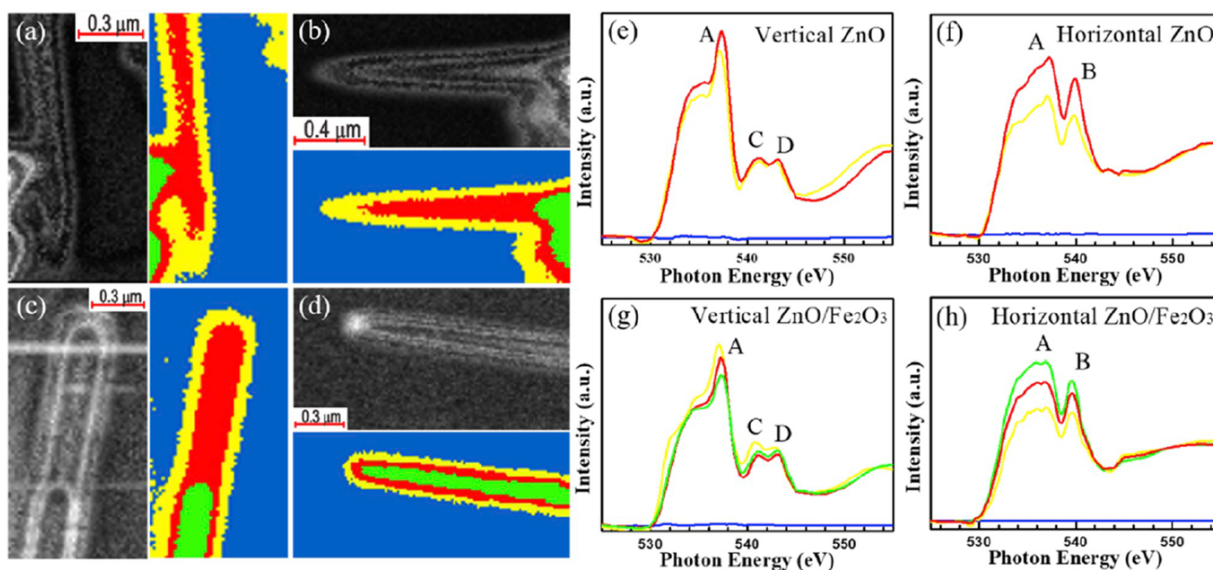 (a)
0.3 μm
(b)
0.4 μm
(c)
0.3 μm
(d)
0.3 μm
(e) Vertical ZnO
A
C D
Intensity (a.u.)
530 540 550
Photon Energy (eV)
(f) Horizontal ZnO
A
B
Intensity (a.u.)
530 540 550
Photon Energy (eV)
(g) Vertical ZnO/Fe₂O₃
A
C D
Intensity (a.u.)
530 540 550
Photon Energy (eV)
(h) Horizontal ZnO/Fe₂O₃
A
B
Intensity (a.u.)
530 540 550
Photon Energy (eV)